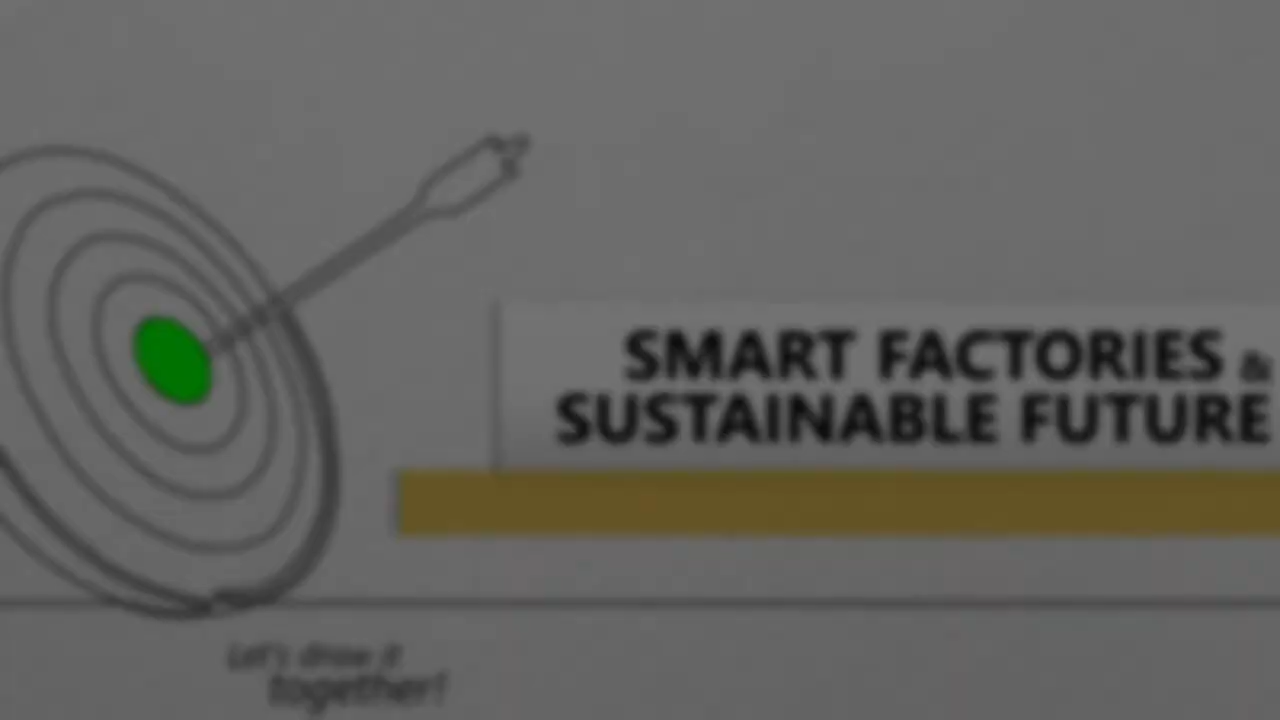 SMART FACTORIES &
SUSTAINABLE FUTURE
Let's draw it
together!